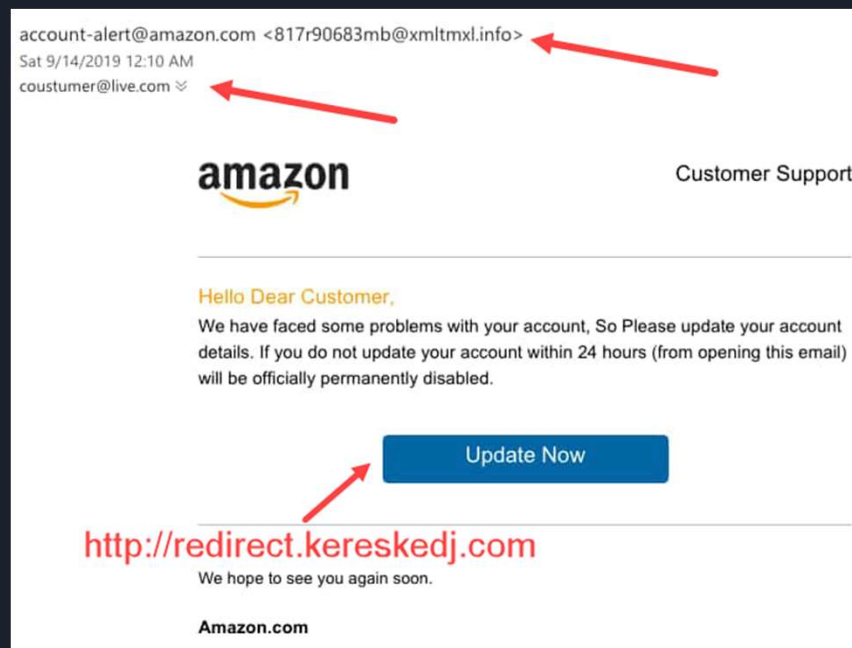 account-alert@amazon.com <817r90683mb@xmltmxl.info>
Sat 9/14/2019 12:10 AM
coustumer@live.com
amazon
Customer Support
Hello Dear Customer,
We have faced some problems with your account, So Please update your account
details. If you do not update your account within 24 hours (from opening this email)
will be officially permanently disabled.
Update Now
http://redirect.kereskedj.com
We hope to see you again soon.
Amazon.com